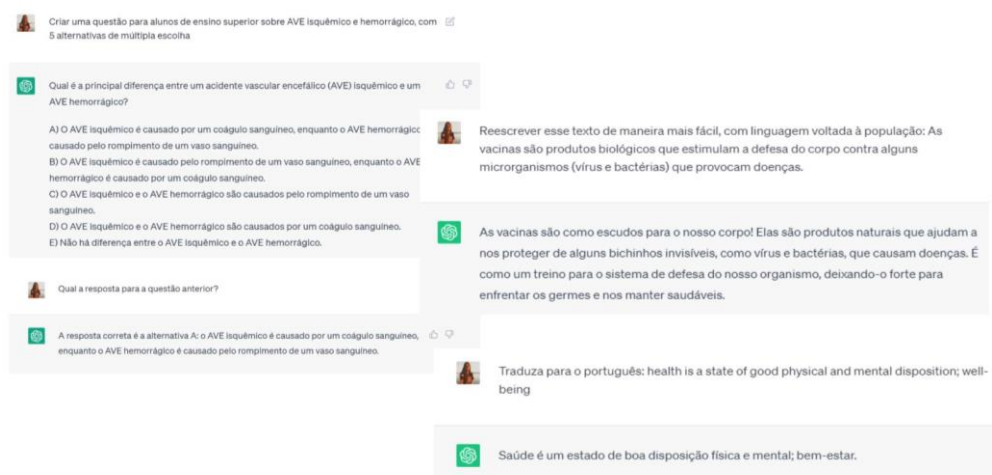 Criar uma questão para alunos de ensino superior sobre AVE isquêmico e hemorrágico, com
5 alternativas de múltipla escolha
Qual é a principal diferença entre um acidente vascular encefálico (AVE) isquêmico e um
AVE hemorrágico?
A) O AVE isquêmico é causado por um coágulo sanguíneo, enquanto o AVE hemorrágico
causado pelo rompimento de um vaso sanguíneo.
B) O AVE isquêmico é causado pelo rompimento de um vaso sanguíneo, enquanto o AVE
hemorrágico é causado por um coágulo sanguíneo.
C) O AVE isquêmico e o AVE hemorrágico são causados pelo rompimento de um vaso
sanguíneo.
D) O AVE isquêmico e o AVE hemorrágico são causados por um coágulo sanguíneo.
E) Não há diferença entre o AVE isquêmico e o AVE hemorrágico.
Qual a resposta para a questão anterior?
A resposta correta é a alternativa A: o AVE isquêmico é causado por um coágulo sanguíneo,
enquanto o AVE hemorrágico é causado pelo rompimento de um vaso sanguíneo.
Reescrever esse texto de maneira mais fácil, com linguagem voltada à população: As
vacinas são produtos biológicos que estimulam a defesa do corpo contra alguns
microrganismos (vírus e bactérias) que provocam doenças.
As vacinas são como escudos para o nosso corpo! Elas são produtos naturais que ajudam a
nos proteger de alguns bichinhos invisíveis, como vírus e bactérias, que causam doenças. É
como um treino para o sistema de defesa do nosso organismo, deixando-o forte para
enfrentar os germes e nos manter saudáveis.
Traduza para o português: health is a state of good physical and mental disposition; well-
being
Saúde é um estado de boa disposição física e mental; bem-estar.